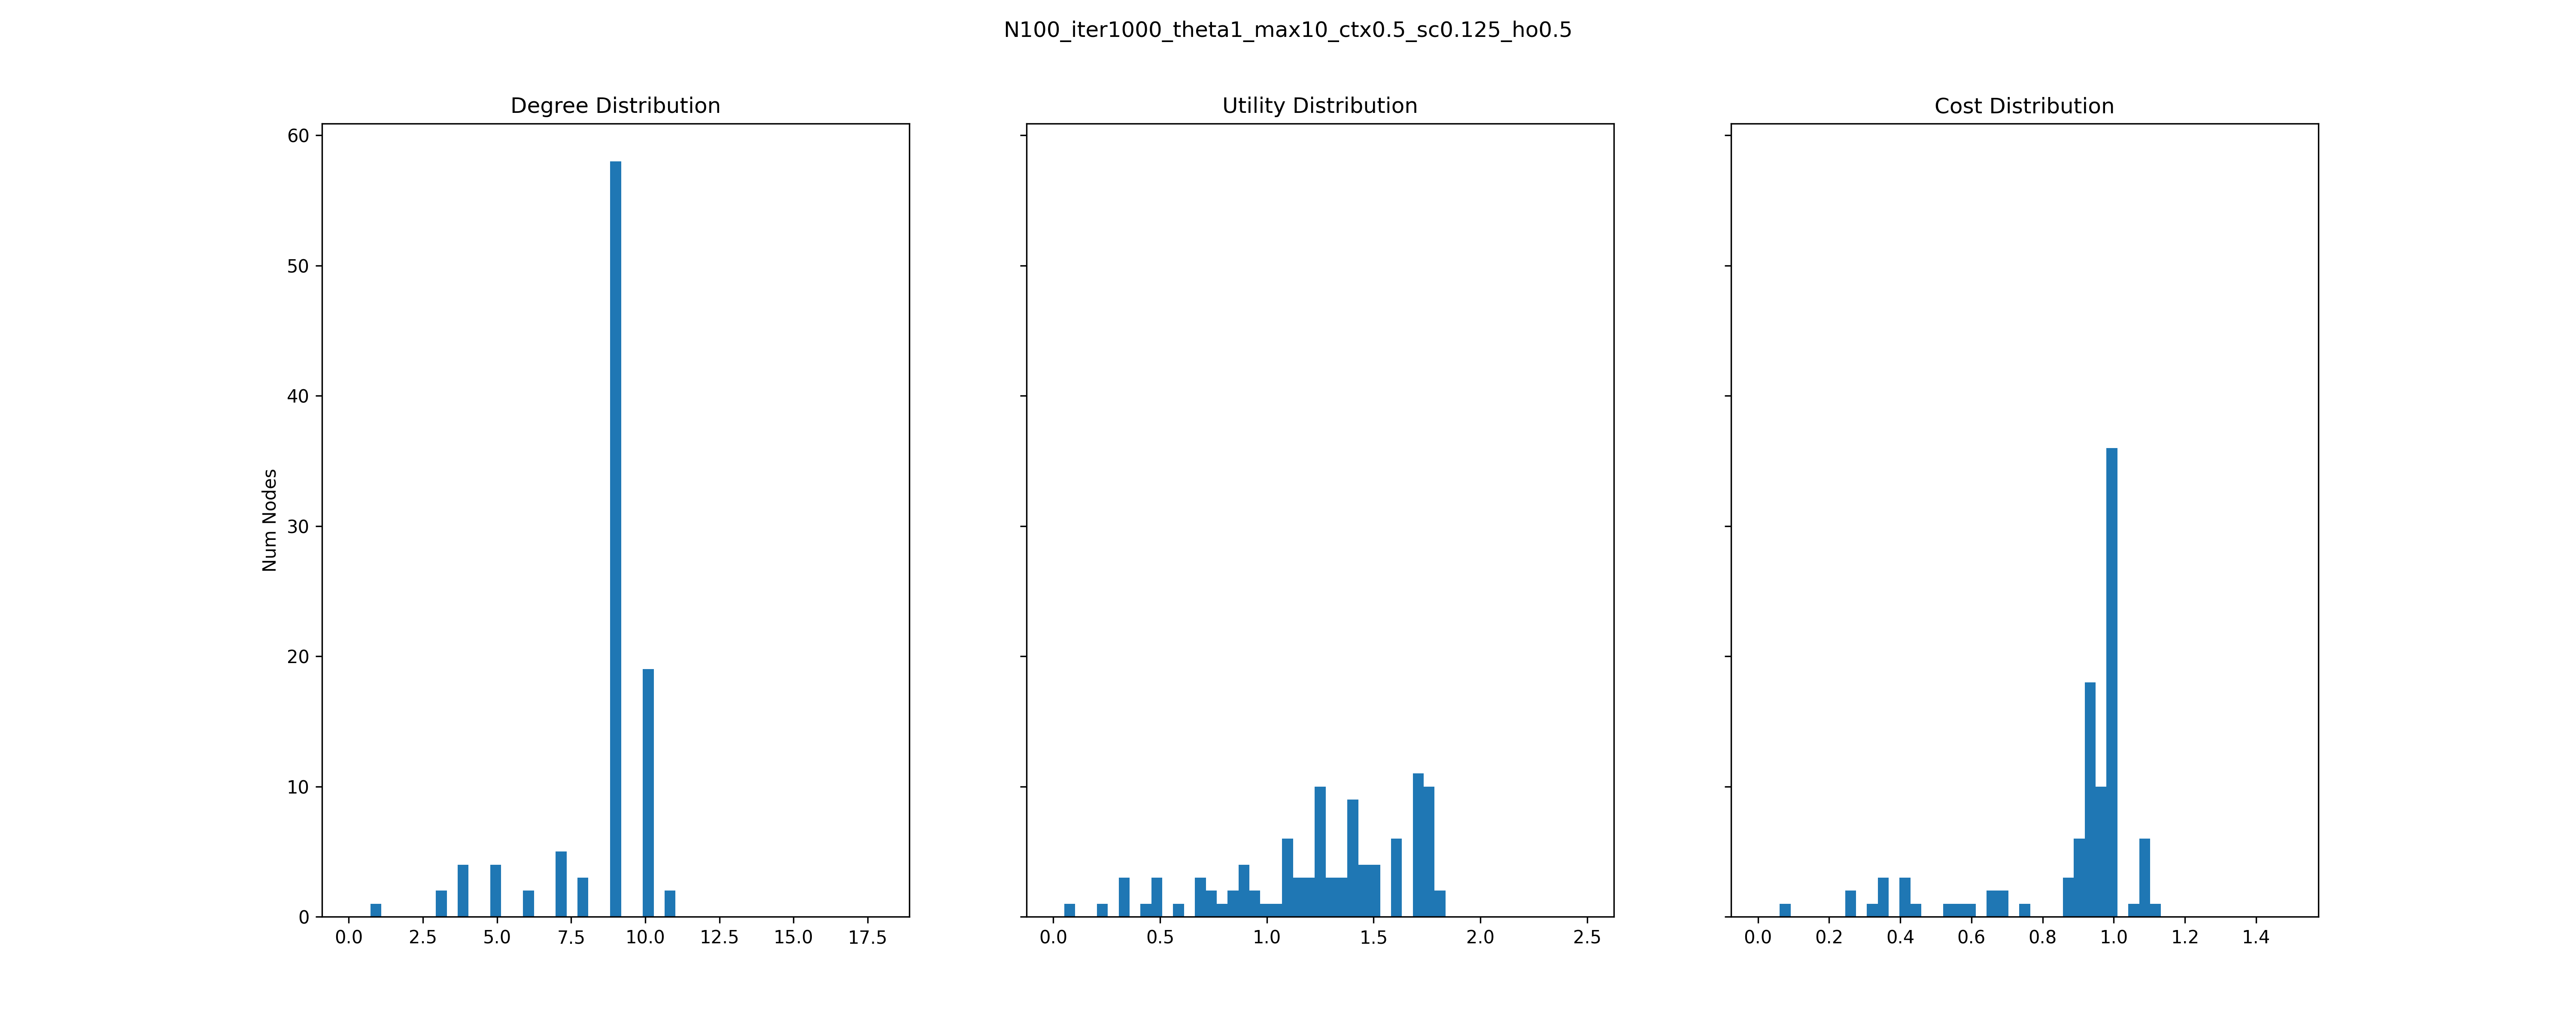 N100_iter1000_theta1_max10_ctx0.5_sc0.125_ho0.5
Degree Distribution
Utility Distribution
Cost Distribution
60
50
40
30
20
10
0
Num Nodes
0.0 2.5 5.0 7.5 10.0 12.5 15.0 17.5
0.0 0.5 1.0 1.5 2.0 2.5
0.0 0.2 0.4 0.6 0.8 1.0 1.2 1.4